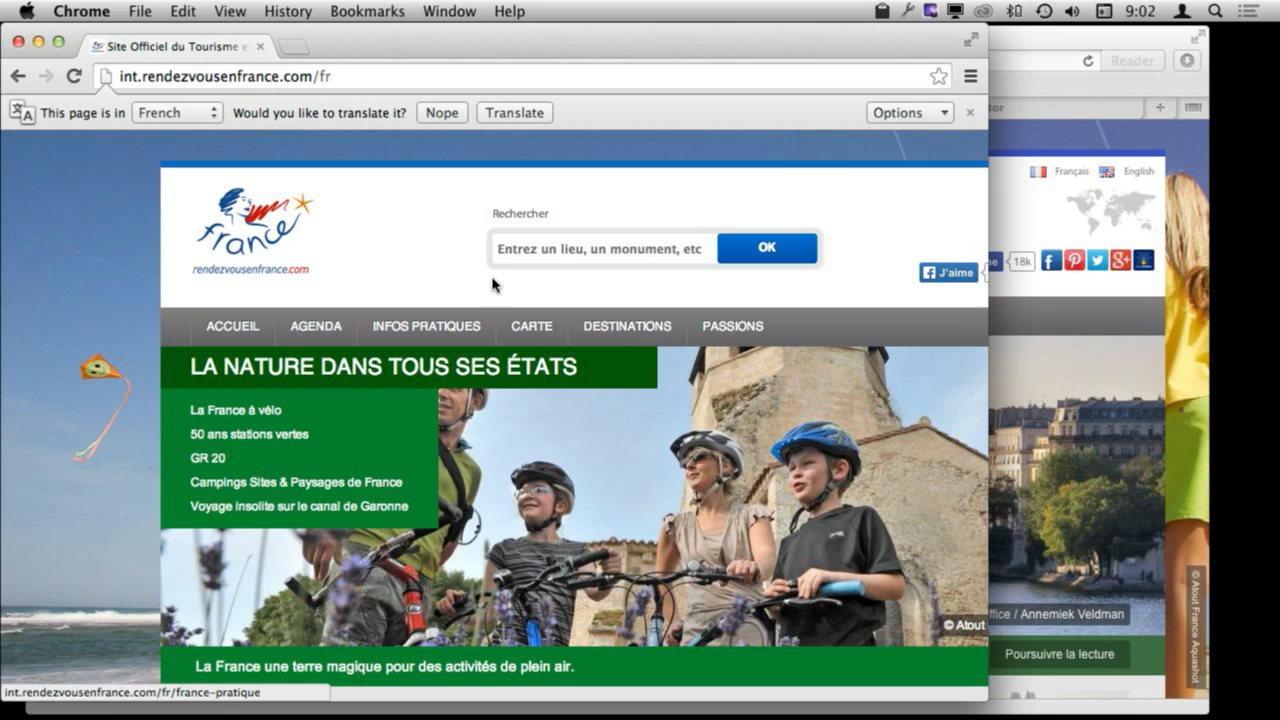 Chrome File Edit View History Bookmarks Window Help 9:02
Site Officiel du Tourisme e
int.rendezvousenfrance.com/fr
Reader
This page is in French Would you like to translate it? Nope Translate Options
tor
Français English
france
rendezvousenfrance.com
Rechercher
Entrez un lieu, un monument, etc OK
J'aime
18k
ACCUEIL AGENDA INFOS PRATIQUES CARTE DESTINATIONS PASSIONS
LA NATURE DANS TOUS SES ÉTATS
La France à vélo
50 ans stations vertes
GR 20
Campings Sites & Paysages de France
Voyage insolite sur le canal de Garonne
© Atout
ffice / Annemiek Veldman
Poursuivre la lecture
© Atout France Aquashot
La France une terre magique pour des activités de plein air.
int.rendezvousenfrance.com/fr/france-pratique